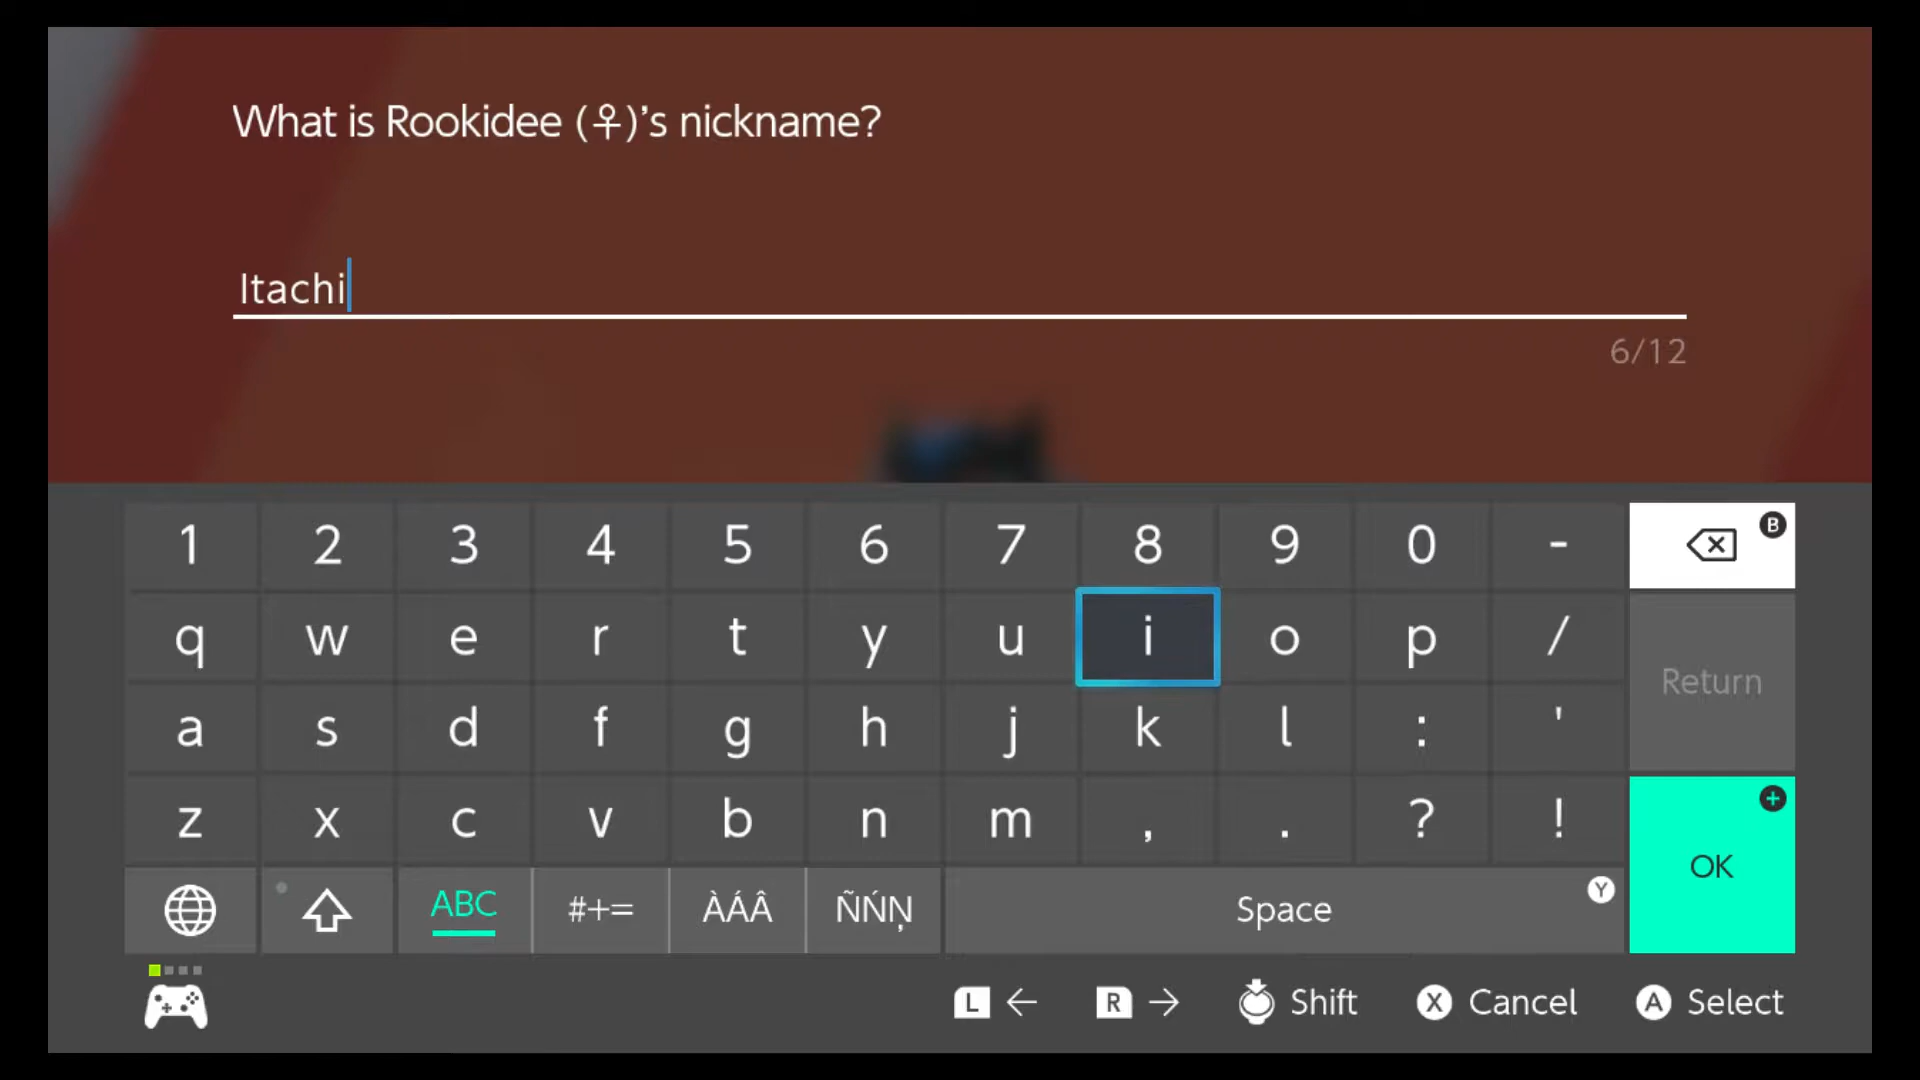 What is Rookidee (♀)'s nickname?
Itachi
6/12
1 2 3 4 5 6 7 8 9 0 - B
q w e r t y u i o p /
Return
a s d f g h j k l : '
z x c v b n m , . ? ! +
OK
ABC #+= ÀÁÂ ÑŃŅ Space Y
L ← R → Shift X Cancel A Select